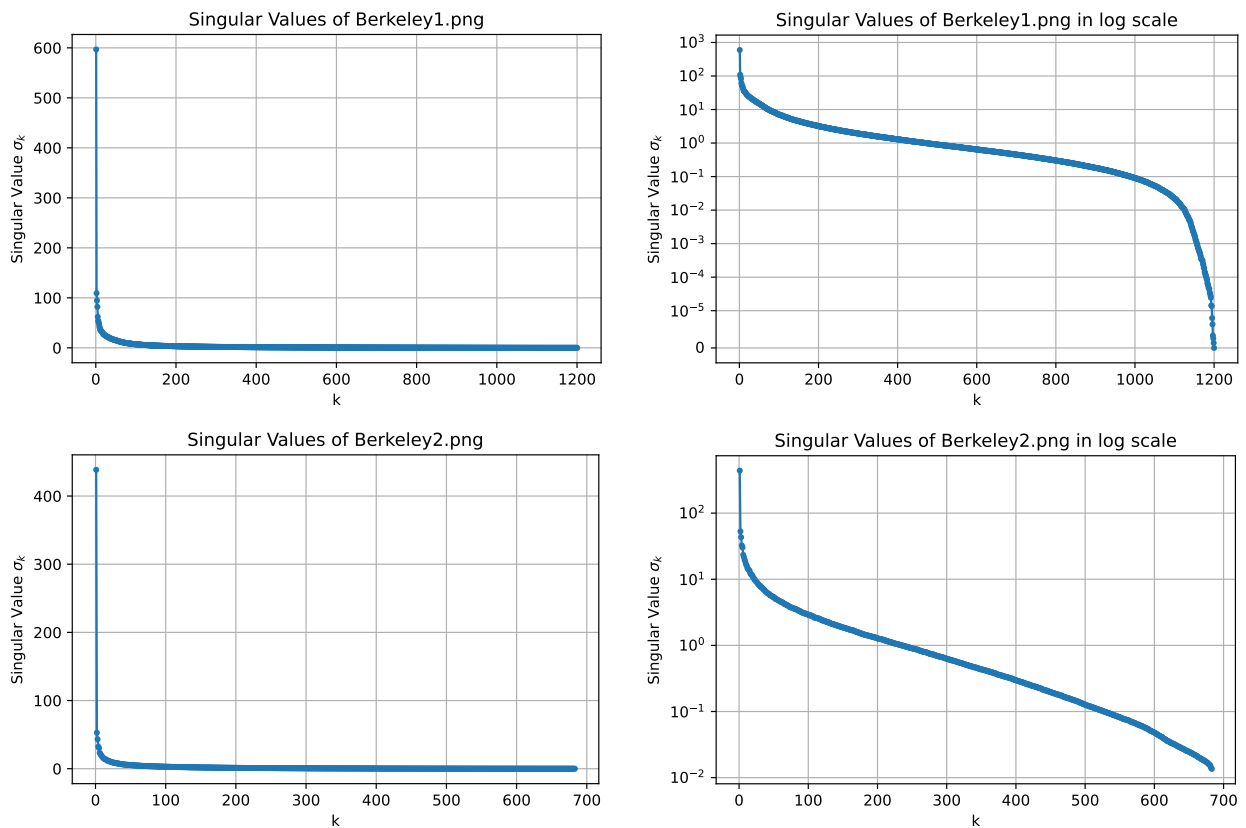 Singular Values of Berkeley1.png
600
500
400
300
200
100
0
Singular Value σₖ
0 200 400 600 800 1000 1200
k
Singular Values of Berkeley1.png in log scale
10³
10²
10¹
10⁰
10⁻¹
10⁻²
10⁻³
10⁻⁴
10⁻⁵
0
Singular Value σₖ
0 200 400 600 800 1000 1200
k
Singular Values of Berkeley2.png
400
300
200
100
0
Singular Value σₖ
0 100 200 300 400 500 600 700
k
Singular Values of Berkeley2.png in log scale
10²
10¹
10⁰
10⁻¹
10⁻²
Singular Value σₖ
0 100 200 300 400 500 600 700
k